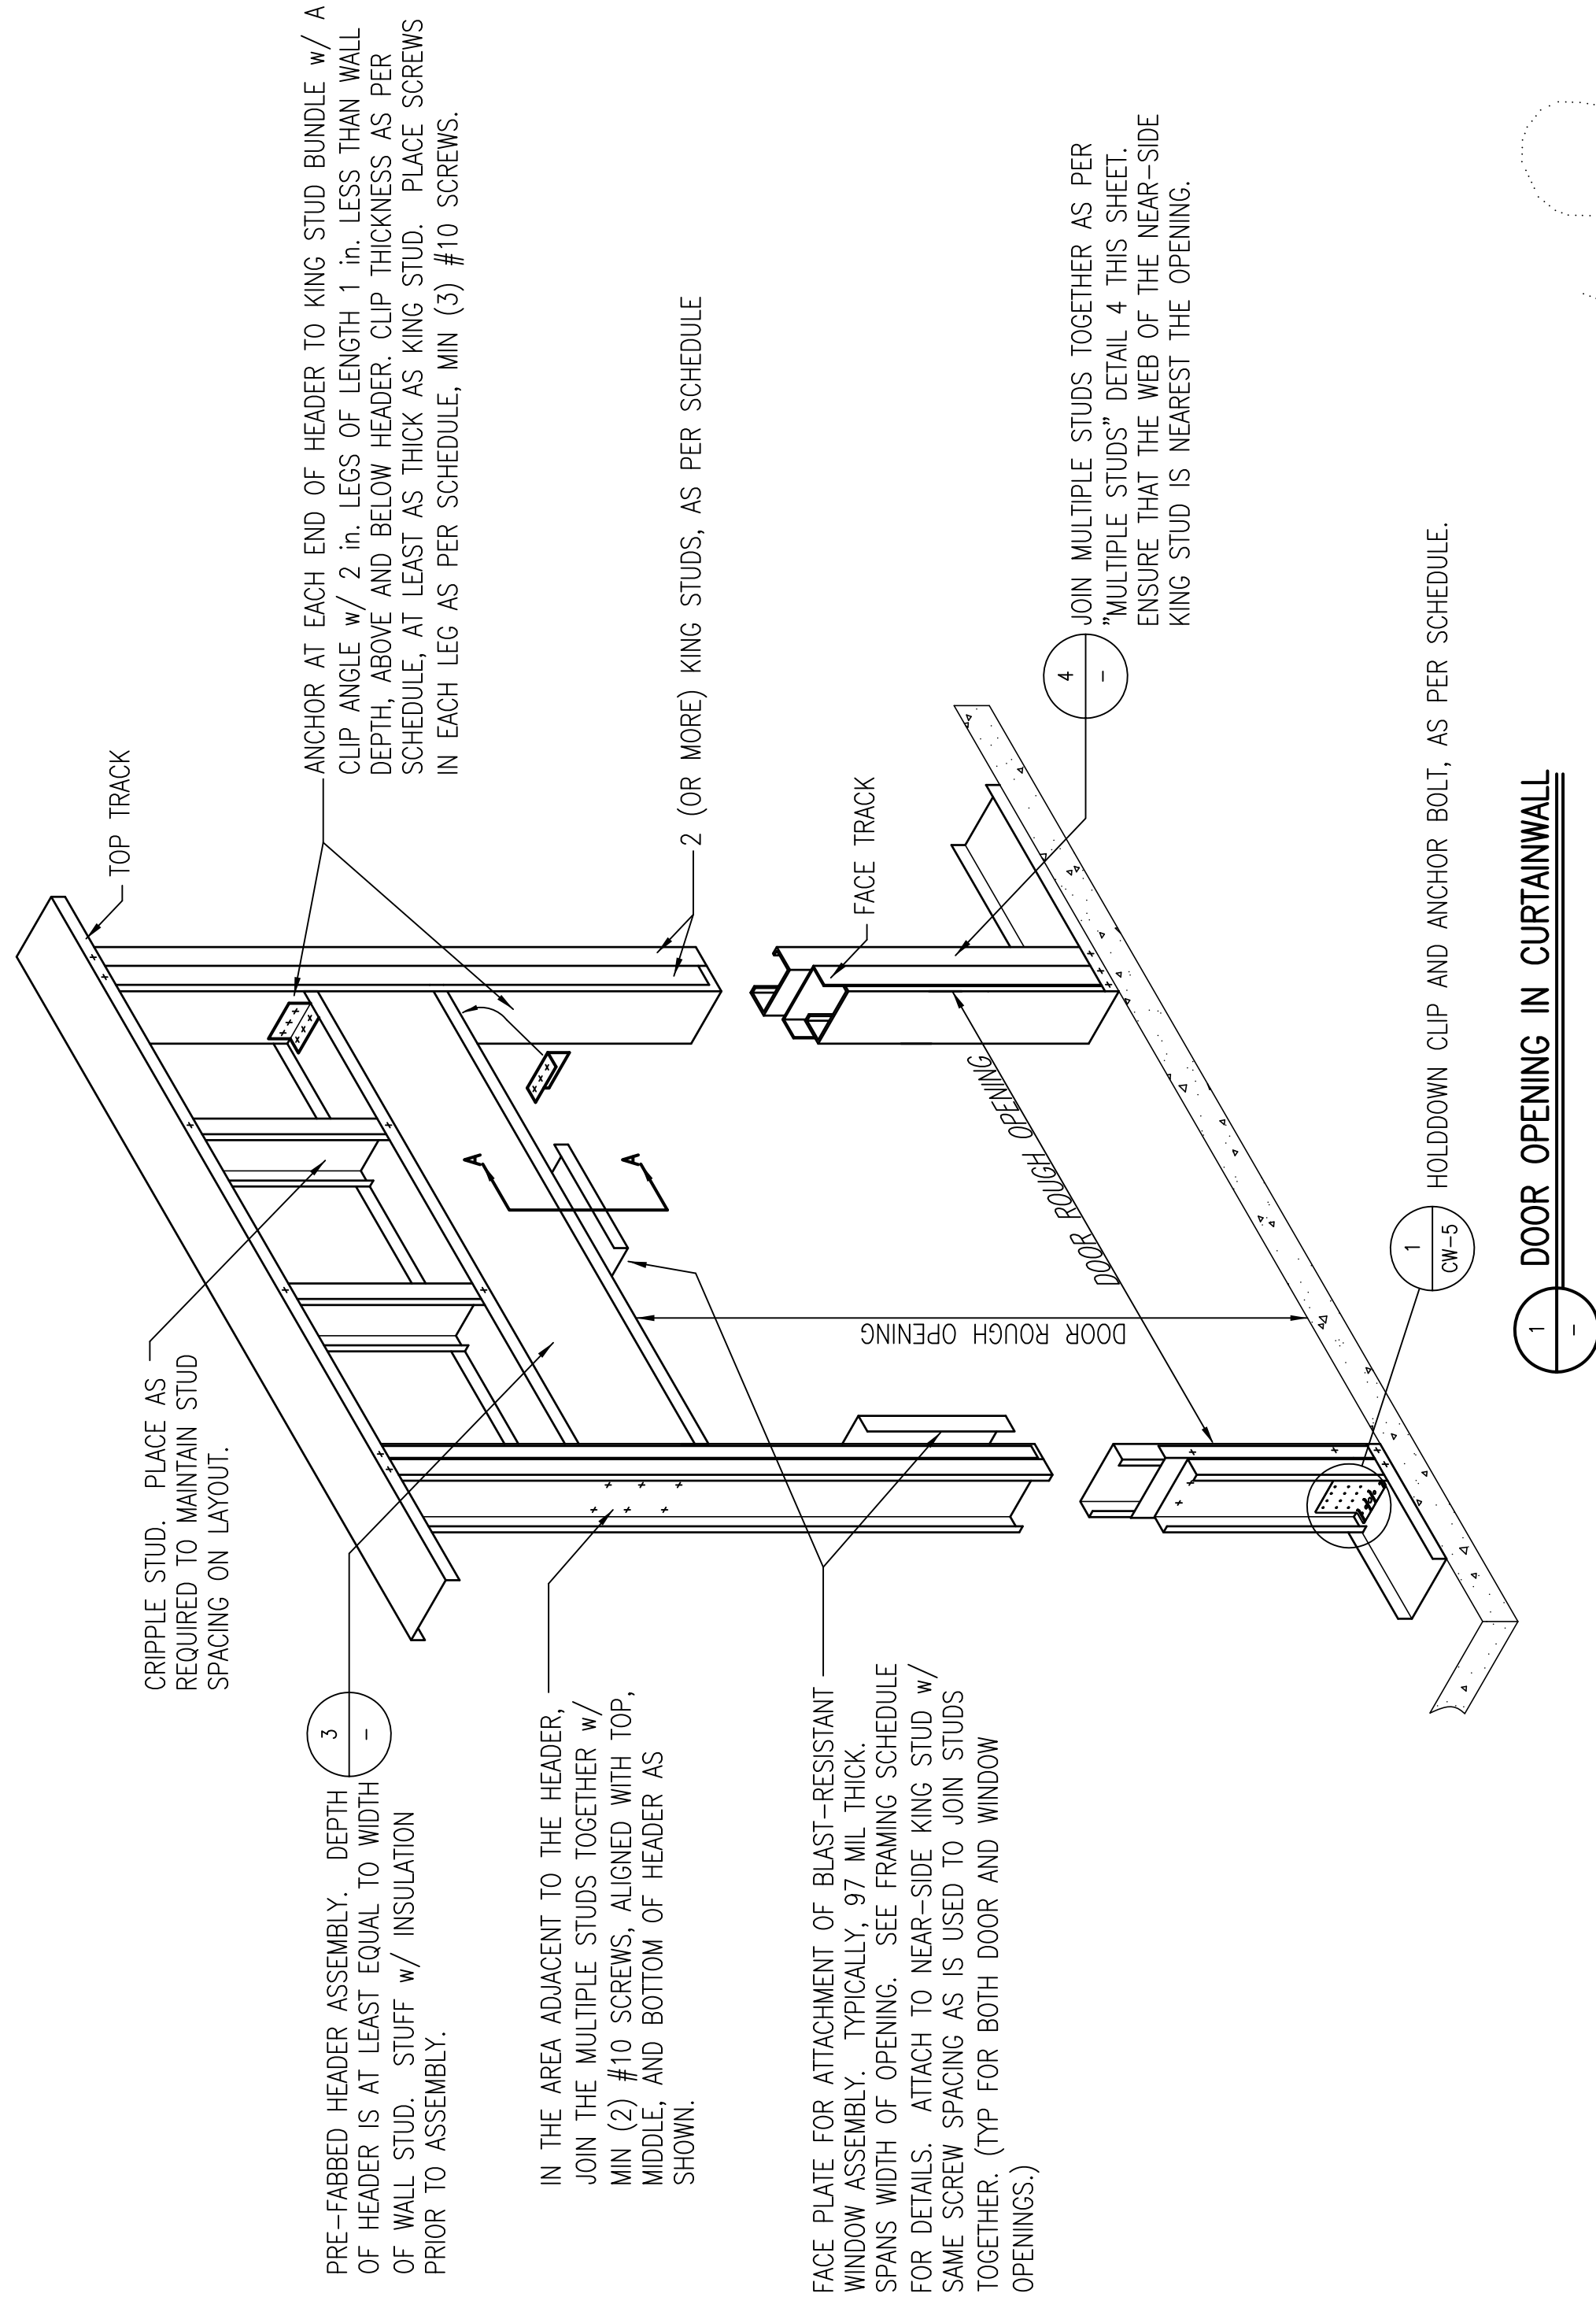 CRIPPLE STUD.  PLACE AS
REQUIRED TO MAINTAIN STUD
SPACING ON LAYOUT.
TOP TRACK
ANCHOR AT EACH END OF HEADER TO KING STUD BUNDLE w/ A
CLIP ANGLE w/ 2 in. LEGS OF LENGTH 1 in. LESS THAN WALL
DEPTH, ABOVE AND BELOW HEADER. CLIP THICKNESS AS PER
SCHEDULE, AT LEAST AS THICK AS KING STUD.  PLACE SCREWS
IN EACH LEG AS PER SCHEDULE, MIN (3) #10 SCREWS.
3
–
PRE–FABBED HEADER ASSEMBLY.  DEPTH
OF HEADER IS AT LEAST EQUAL TO WIDTH
OF WALL STUD.  STUFF w/ INSULATION
PRIOR TO ASSEMBLY.
A
A
2 (OR MORE) KING STUDS, AS PER SCHEDULE
IN THE AREA ADJACENT TO THE HEADER,
JOIN THE MULTIPLE STUDS TOGETHER w/
MIN (2) #10 SCREWS, ALIGNED WITH TOP,
MIDDLE, AND BOTTOM OF HEADER AS
SHOWN.
FACE TRACK
DOOR ROUGH OPENING
DOOR ROUGH OPENING
FACE PLATE FOR ATTACHMENT OF BLAST–RESISTANT
WINDOW ASSEMBLY.  TYPICALLY, 97 MIL THICK.
SPANS WIDTH OF OPENING.  SEE FRAMING SCHEDULE
FOR DETAILS.  ATTACH TO NEAR–SIDE KING STUD w/
SAME SCREW SPACING AS IS USED TO JOIN STUDS
TOGETHER. (TYP FOR BOTH DOOR AND WINDOW
OPENINGS.)
4
–
JOIN MULTIPLE STUDS TOGETHER AS PER
"MULTIPLE STUDS" DETAIL 4 THIS SHEET.
ENSURE THAT THE WEB OF THE NEAR–SIDE
KING STUD IS NEAREST THE OPENING.
1
CW–5
HOLDDOWN CLIP AND ANCHOR BOLT, AS PER SCHEDULE.
1
–
DOOR OPENING IN CURTAINWALL